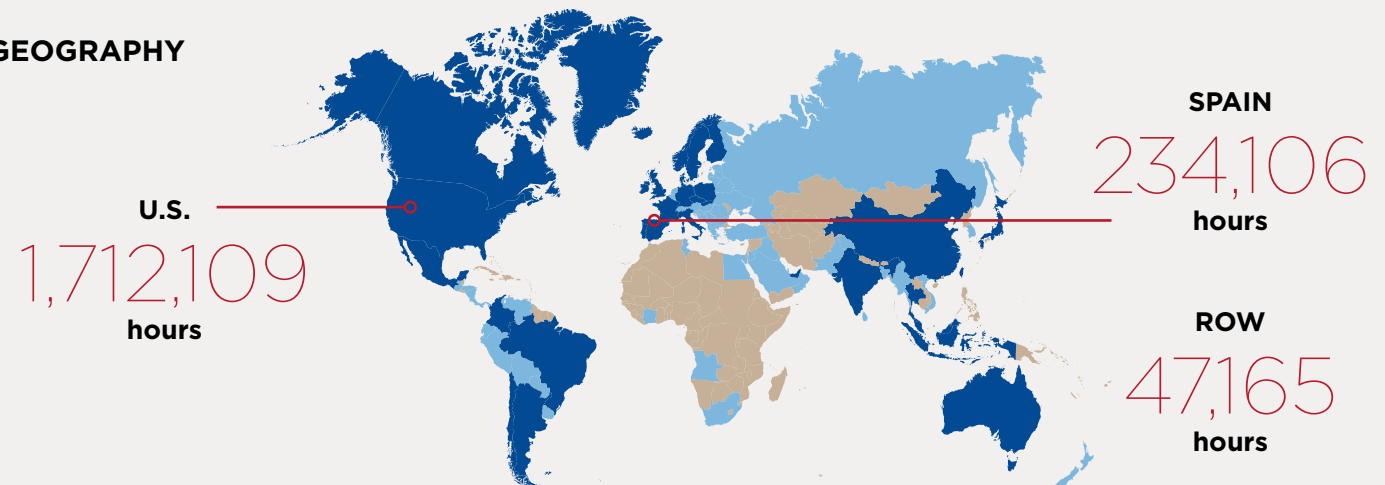 GEOGRAPHY
U.S.
1,712,109
hours
SPAIN
234,106
hours
ROW
47,165
hours